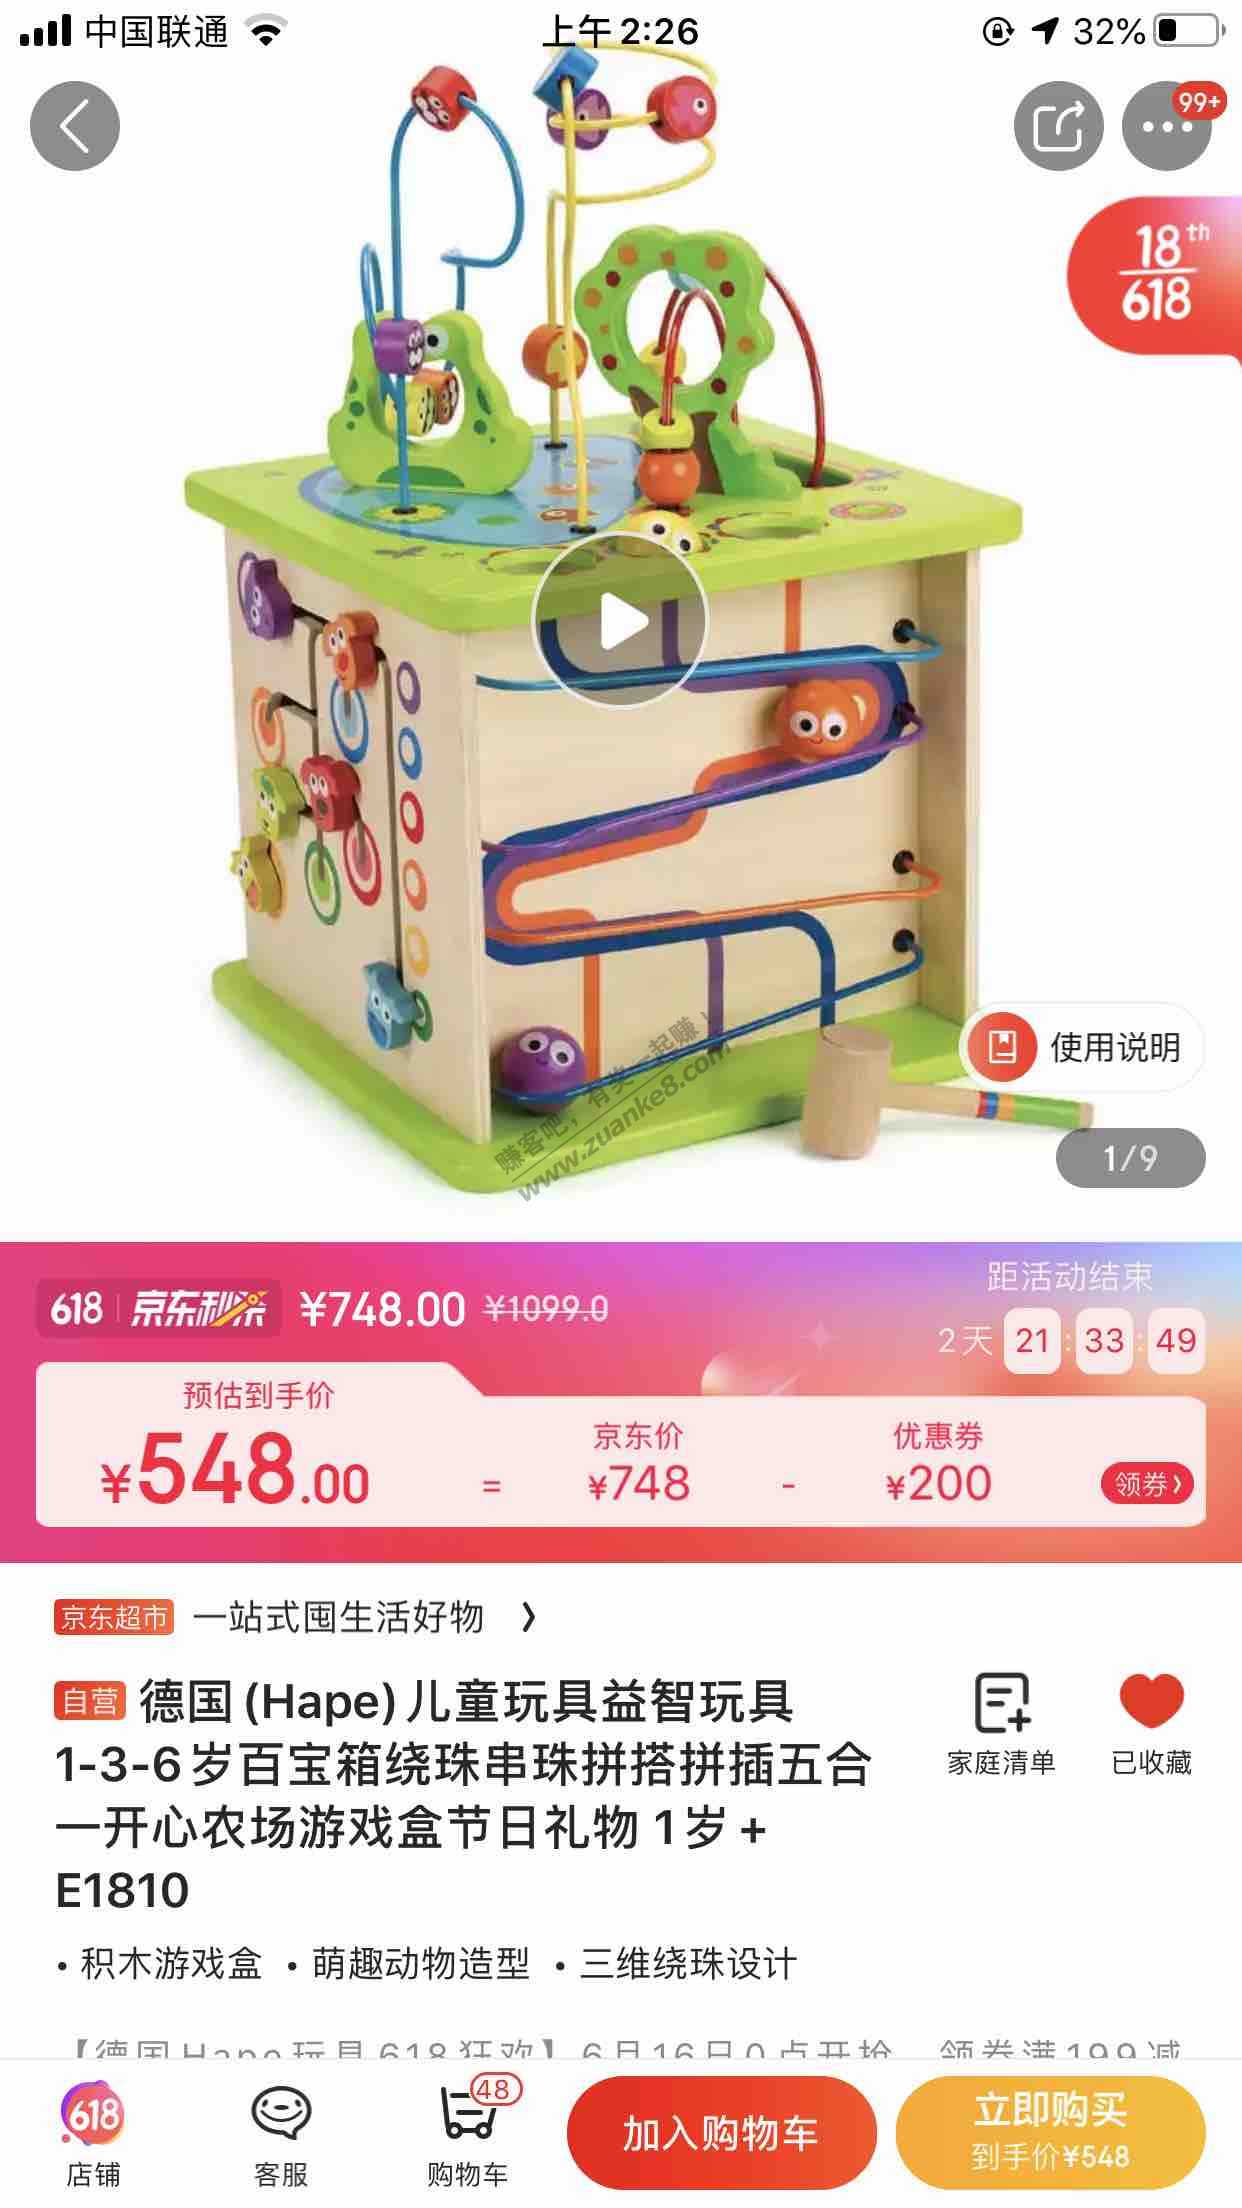 中国联通
上午2:26
32%
99+
18th
618
使用说明
1/9
赚客吧，有奖一起赚！
www.zuanke8.com
618 京东秒杀 ¥748.00 ¥1099.0
距活动结束
2天 21:33:49
预估到手价
¥548.00
=
京东价
¥748
-
优惠券
¥200
领券
京东超市 一站式囤生活好物
自营 德国(Hape)儿童玩具益智玩具
1-3-6岁百宝箱绕珠串珠拼搭拼插五合
一开心农场游戏盒节日礼物 1岁+
E1810
家庭清单
已收藏
·积木游戏盒 ·萌趣动物造型 ·三维绕珠设计
【德国Hape玩具618狂欢】6月16日0点开抢，领券满199减
618
店铺
客服
48
购物车
加入购物车
立即购买
到手价¥548